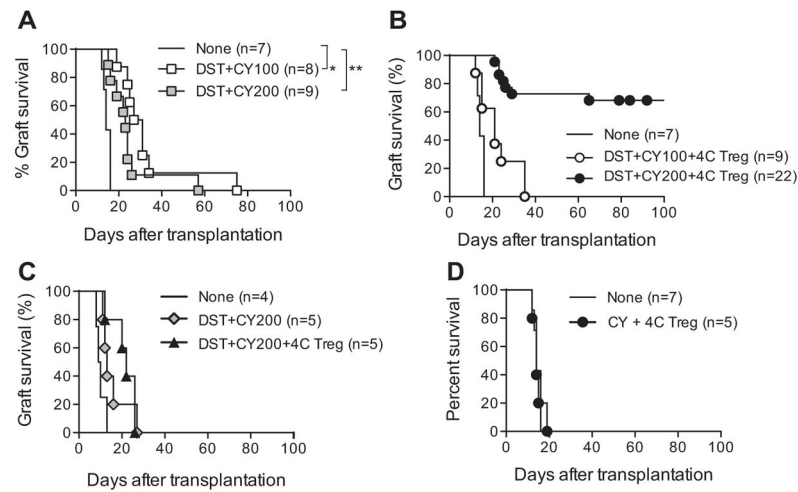 A
None (n=7)
DST+CY100 (n=8)
*
**
DST+CY200 (n=9)
% Graft survival
100
80
60
40
20
0
0 20 40 60 80 100
Days after transplantation
B
Graft survival (%)
100
80
60
40
20
0
None (n=7)
DST+CY100+4C Treg (n=9)
DST+CY200+4C Treg (n=22)
0 20 40 60 80 100
Days after transplantation
C
Graft survival (%)
100
80
60
40
20
0
None (n=4)
DST+CY200 (n=5)
DST+CY200+4C Treg (n=5)
0 20 40 60 80 100
Days after transplantation
D
Percent survival
100
80
60
40
20
0
None (n=7)
CY + 4C Treg (n=5)
0 20 40 60 80 100
Days after transplantation